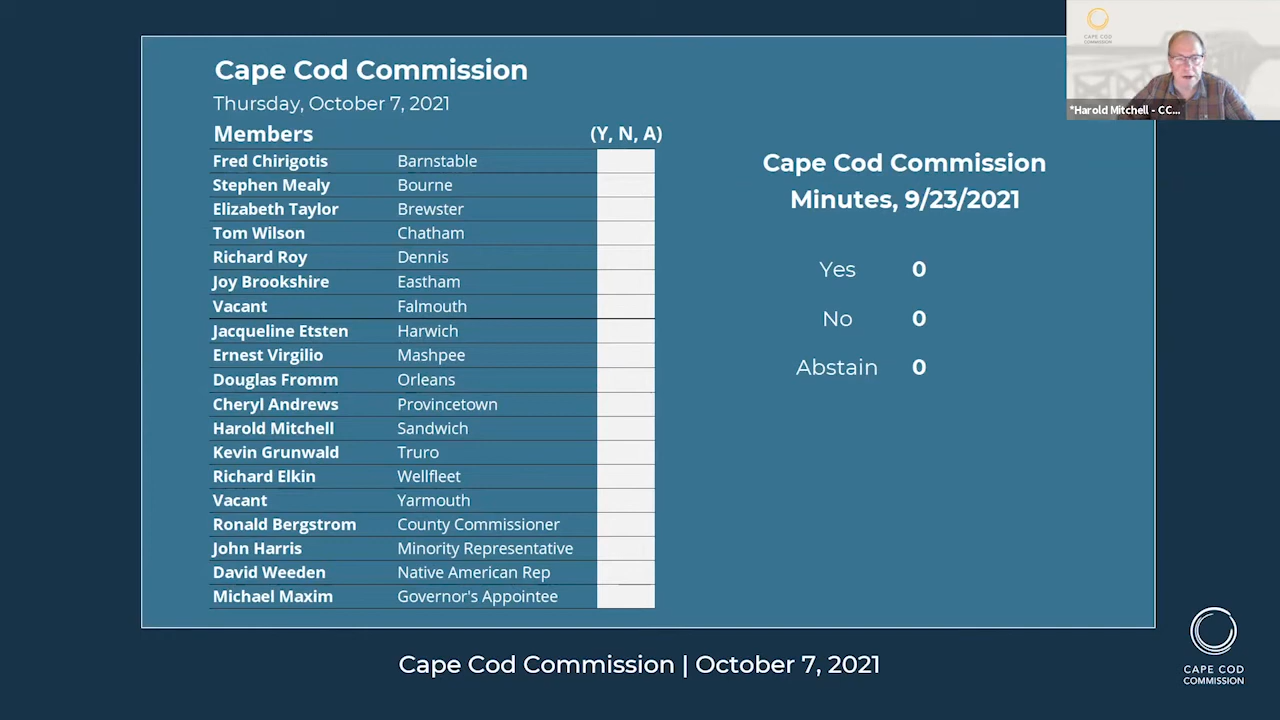 Cape Cod Commission
Thursday, October 7, 2021
Members (Y, N, A)
Fred Chirigotis Barnstable
Stephen Mealy Bourne
Elizabeth Taylor Brewster
Tom Wilson Chatham
Richard Roy Dennis
Joy Brookshire Eastham
Vacant Falmouth
Jacqueline Etsten Harwich
Ernest Virgilio Mashpee
Douglas Fromm Orleans
Cheryl Andrews Provincetown
Harold Mitchell Sandwich
Kevin Grunwald Truro
Richard Elkin Wellfleet
Vacant Yarmouth
Ronald Bergstrom County Commissioner
John Harris Minority Representative
David Weeden Native American Rep
Michael Maxim Governor's Appointee
Cape Cod Commission
Minutes, 9/23/2021
Yes 0
No 0
Abstain 0
CAPE COD
COMMISSION
*Harold Mitchell - CC...
Cape Cod Commission | October 7, 2021
CAPE COD
COMMISSION